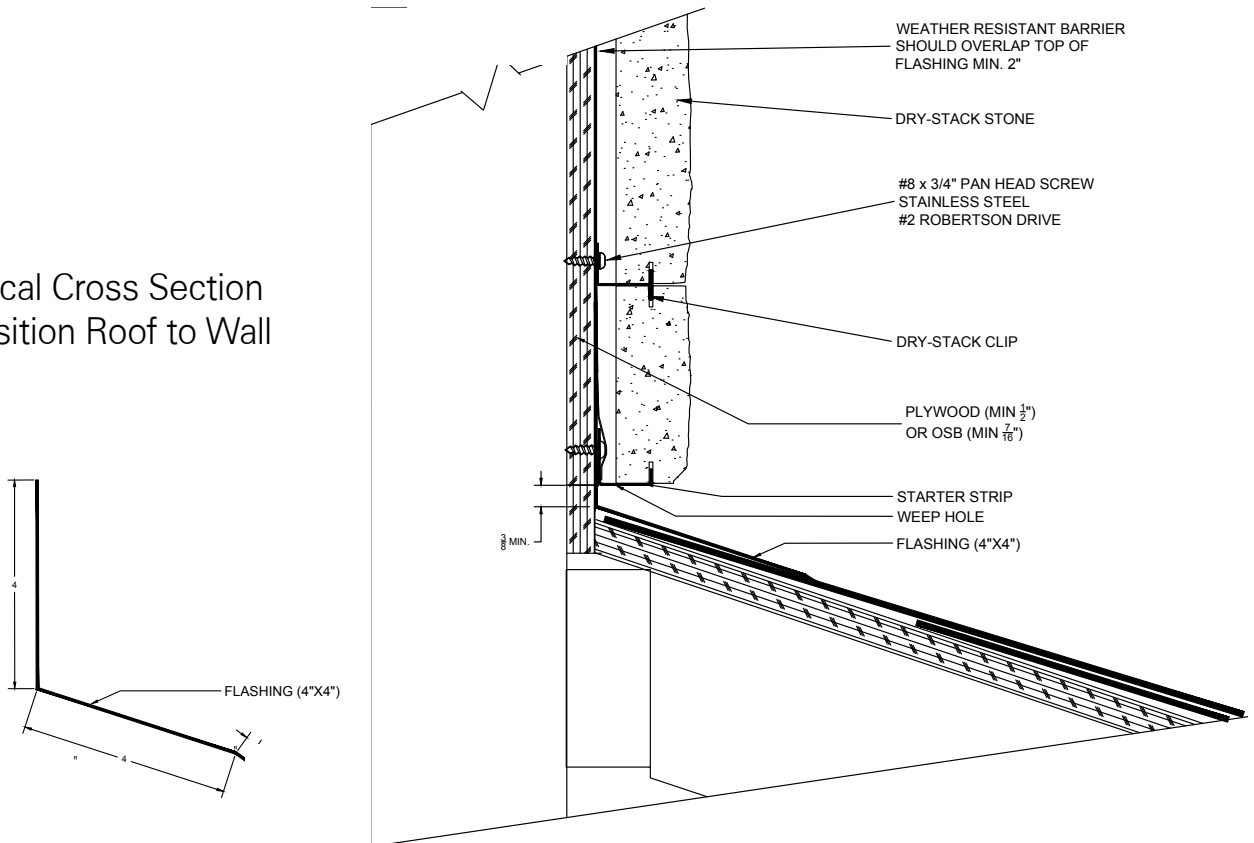 WEATHER RESISTANT BARRIER
SHOULD OVERLAP TOP OF
FLASHING MIN. 2"
DRY-STACK STONE
#8 x 3/4" PAN HEAD SCREW
STAINLESS STEEL
#2 ROBERTSON DRIVE
cal Cross Section
sition Roof to Wall
DRY-STACK CLIP
PLYWOOD (MIN 1/2")
OR OSB (MIN 7/16")
STARTER STRIP
WEEP HOLE
FLASHING (4"X4")
3/8 MIN.
4
FLASHING (4"X4")
4
"